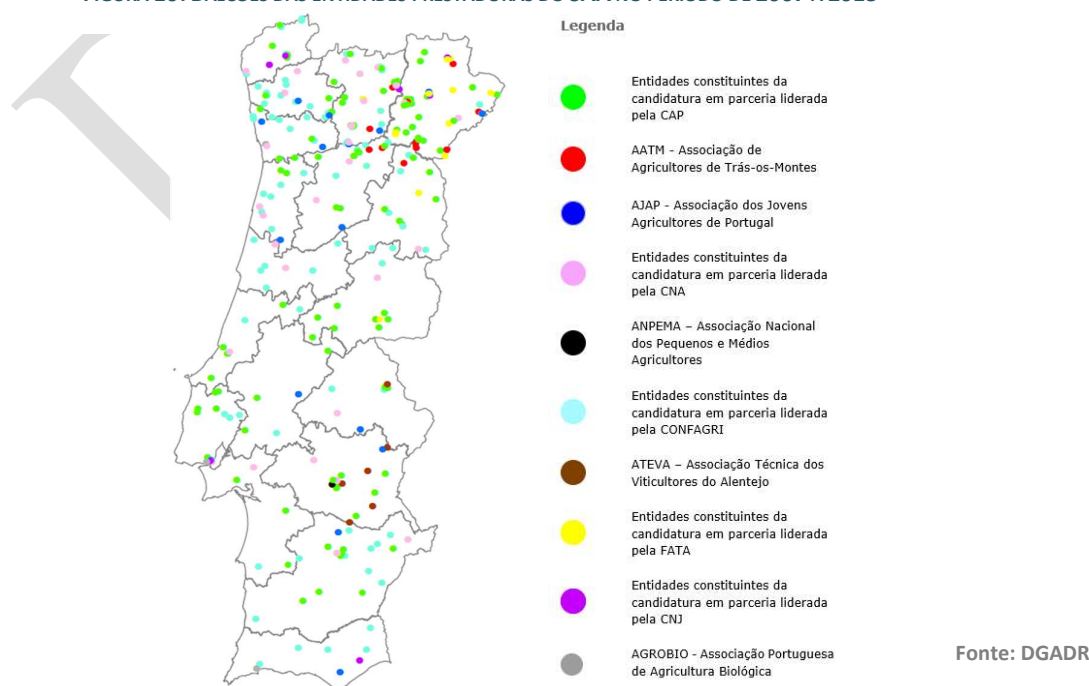 Legenda
Entidades constituintes da
candidatura em parceria liderada
pela CAP
AATM - Associação de
Agricultores de Trás-os-Montes
AJAP - Associação dos Jovens
Agricultores de Portugal
Entidades constituintes da
candidatura em parceria liderada
pela CNA
ANPEMA – Associação Nacional
dos Pequenos e Médios
Agricultores
Entidades constituintes da
candidatura em parceria liderada
pela CONFAGRI
ATEVA – Associação Técnica dos
Viticultores do Alentejo
Entidades constituintes da
candidatura em parceria liderada
pela FATA
Entidades constituintes da
candidatura em parceria liderada
pela CNJ
AGROBIO - Associação Portuguesa
de Agricultura Biológica
Fonte: DGADR